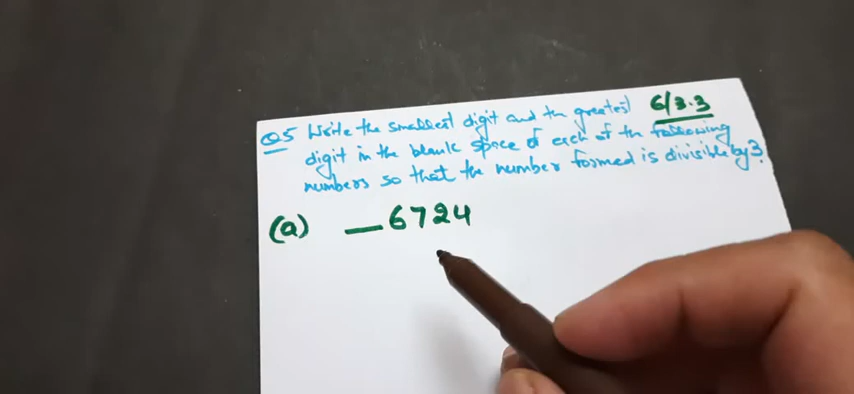 Q5 Write the smallest digit and the greatest 6/3.3
digit in the blank space of each of the following
numbers so that the number formed is divisible by 3.
(a) __6724